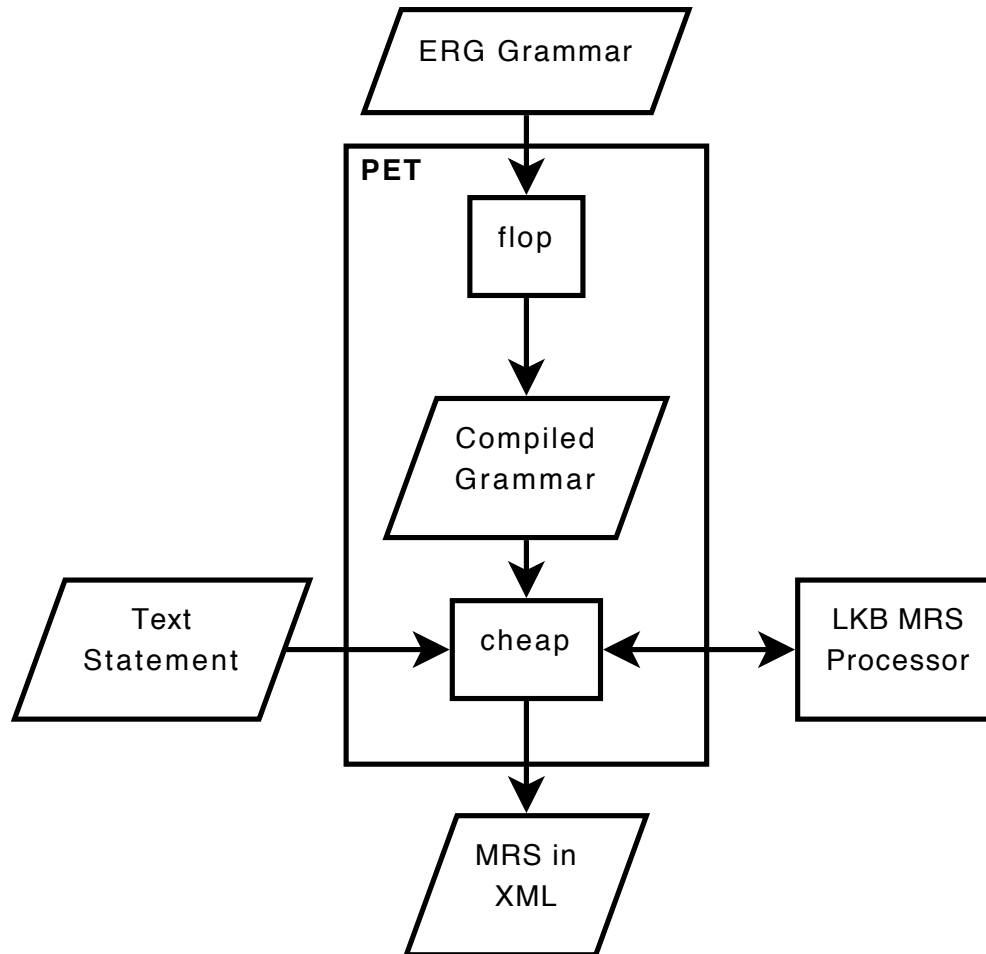 ERG Grammar
PET
flop
Compiled
Grammar
Text
Statement
cheap
LKB MRS
Processor
MRS in
XML